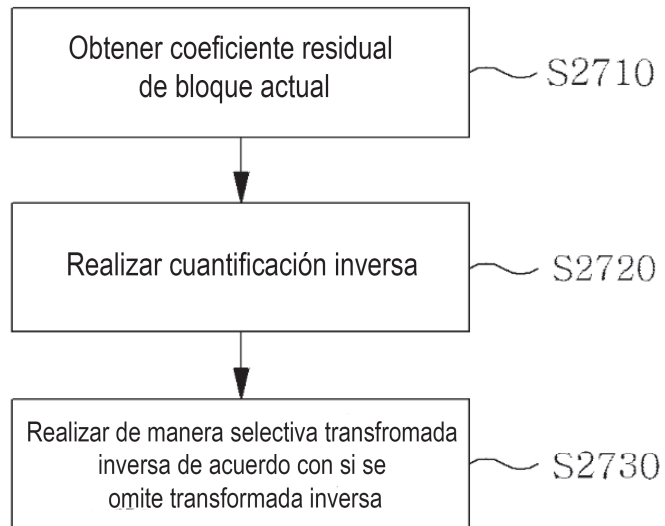 Obtener coeficiente residual
de bloque actual
S2710
Realizar cuantificación inversa
S2720
Realizar de manera selectiva transfromada
inversa de acuerdo con si se
omite transformada inversa
S2730